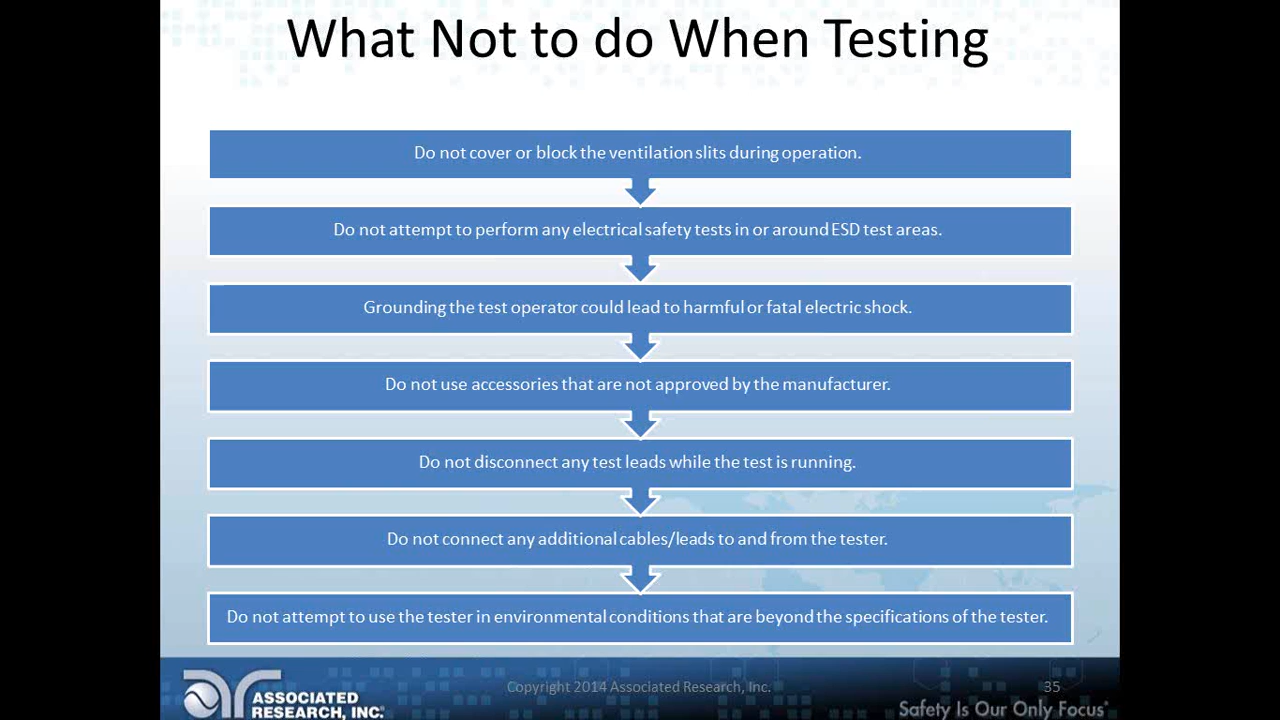 What Not to do When Testing
Do not cover or block the ventilation slits during operation.
Do not attempt to perform any electrical safety tests in or around ESD test areas.
Grounding the test operator could lead to harmful or fatal electric shock.
Do not use accessories that are not approved by the manufacturer.
Do not disconnect any test leads while the test is running.
Do not connect any additional cables/leads to and from the tester.
Do not attempt to use the tester in environmental conditions that are beyond the specifications of the tester.
ASSOCIATED
RESEARCH, INC.
Copyright 2014 Associated Research, Inc.
35
Safety Is Our Only Focus